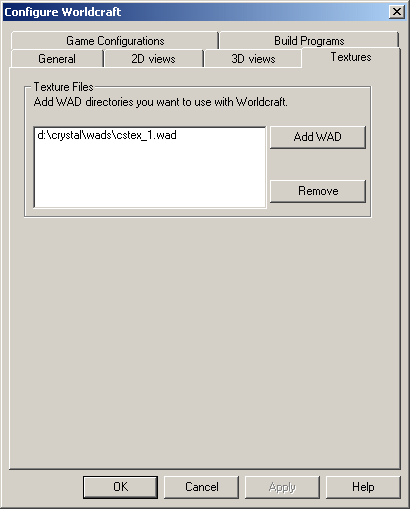 Configure Worldcraft
Game Configurations
Build Programs
General
2D views
3D views
Textures
Texture Files
Add WAD directories you want to use with Worldcraft.
d:\crystal\wads\cstex_1.wad
Add WAD
Remove
OK
Cancel
Apply
Help